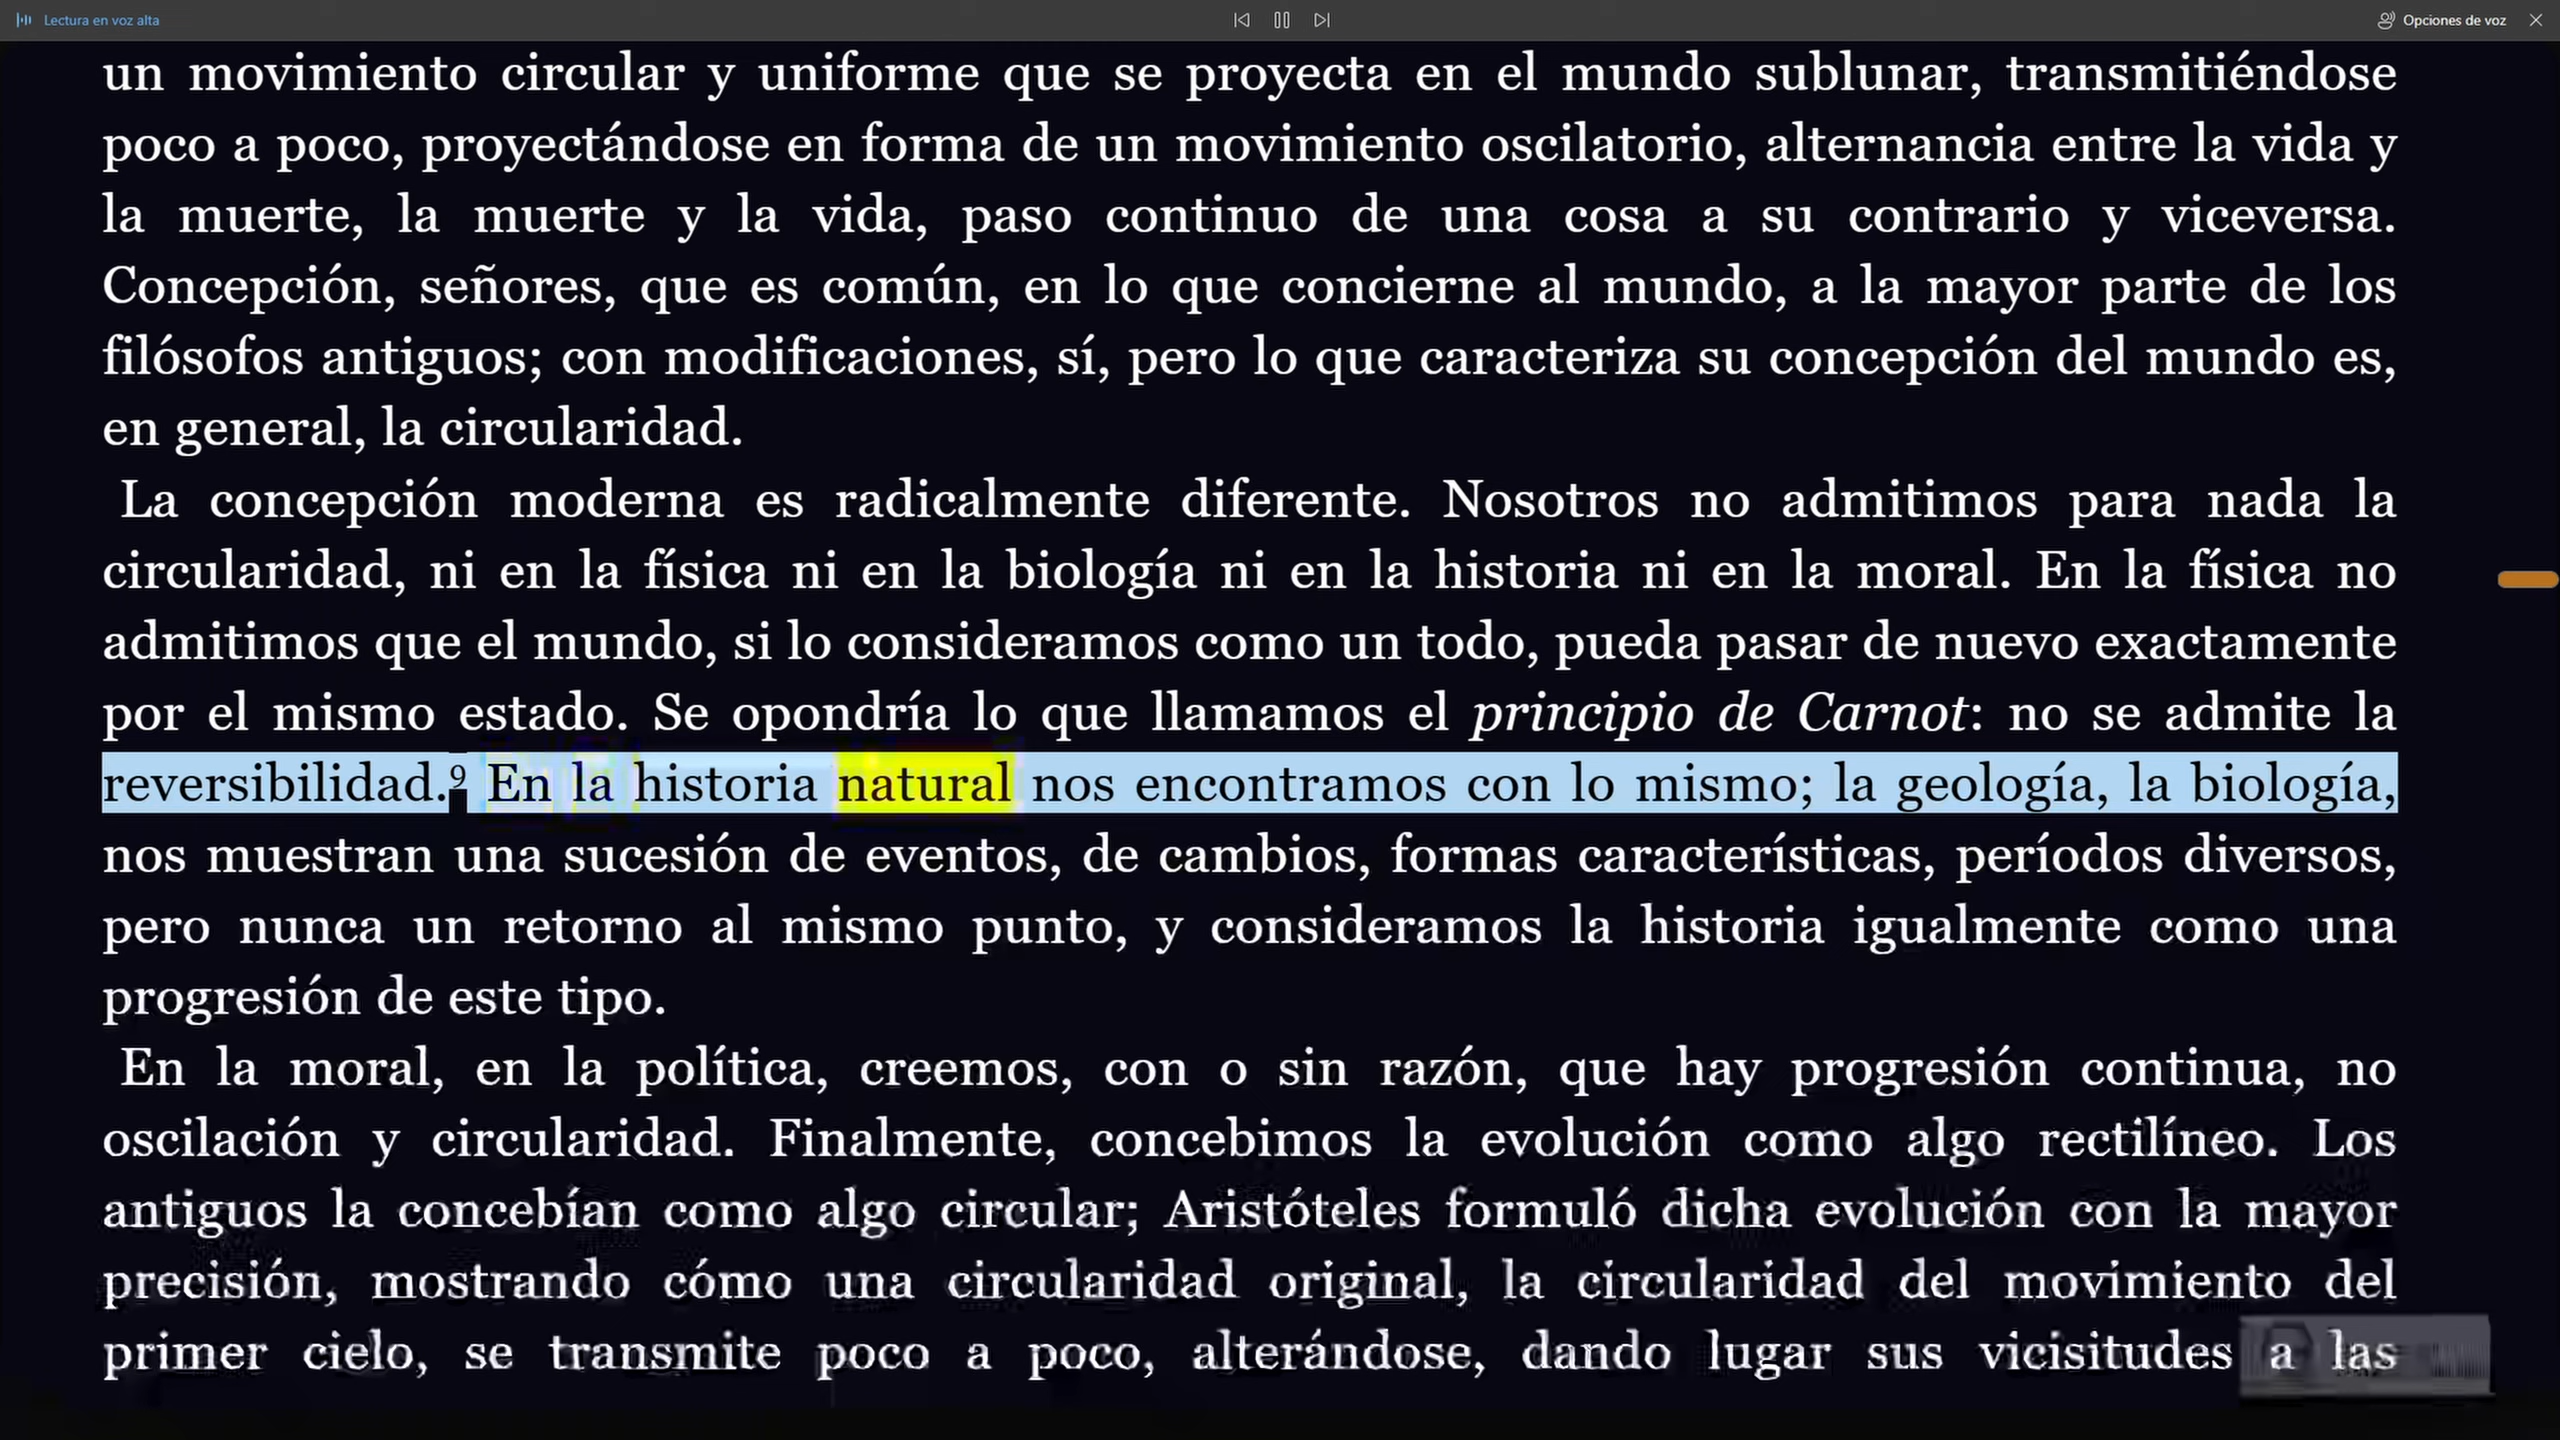 Lectura en voz alta
Opciones de voz
un movimiento circular y uniforme que se proyecta en el mundo sublunar, transmitiéndose
poco a poco, proyectándose en forma de un movimiento oscilatorio, alternancia entre la vida y
la muerte, la muerte y la vida, paso continuo de una cosa a su contrario y viceversa.
Concepción, señores, que es común, en lo que concierne al mundo, a la mayor parte de los
filósofos antiguos; con modificaciones, sí, pero lo que caracteriza su concepción del mundo es,
en general, la circularidad.
La concepción moderna es radicalmente diferente. Nosotros no admitimos para nada la
circularidad, ni en la física ni en la biología ni en la historia ni en la moral. En la física no
admitimos que el mundo, si lo consideramos como un todo, pueda pasar de nuevo exactamente
por el mismo estado. Se opondría lo que llamamos el principio de Carnot: no se admite la
reversibilidad.⁹ En la historia natural nos encontramos con lo mismo; la geología, la biología,
nos muestran una sucesión de eventos, de cambios, formas características, períodos diversos,
pero nunca un retorno al mismo punto, y consideramos la historia igualmente como una
progresión de este tipo.
En la moral, en la política, creemos, con o sin razón, que hay progresión continua, no
oscilación y circularidad. Finalmente, concebimos la evolución como algo rectilíneo. Los
antiguos la concebían como algo circular; Aristóteles formuló dicha evolución con la mayor
precisión, mostrando cómo una circularidad original, la circularidad del movimiento del
primer cielo, se transmite poco a poco, alterándose, dando lugar sus vicisitudes a las